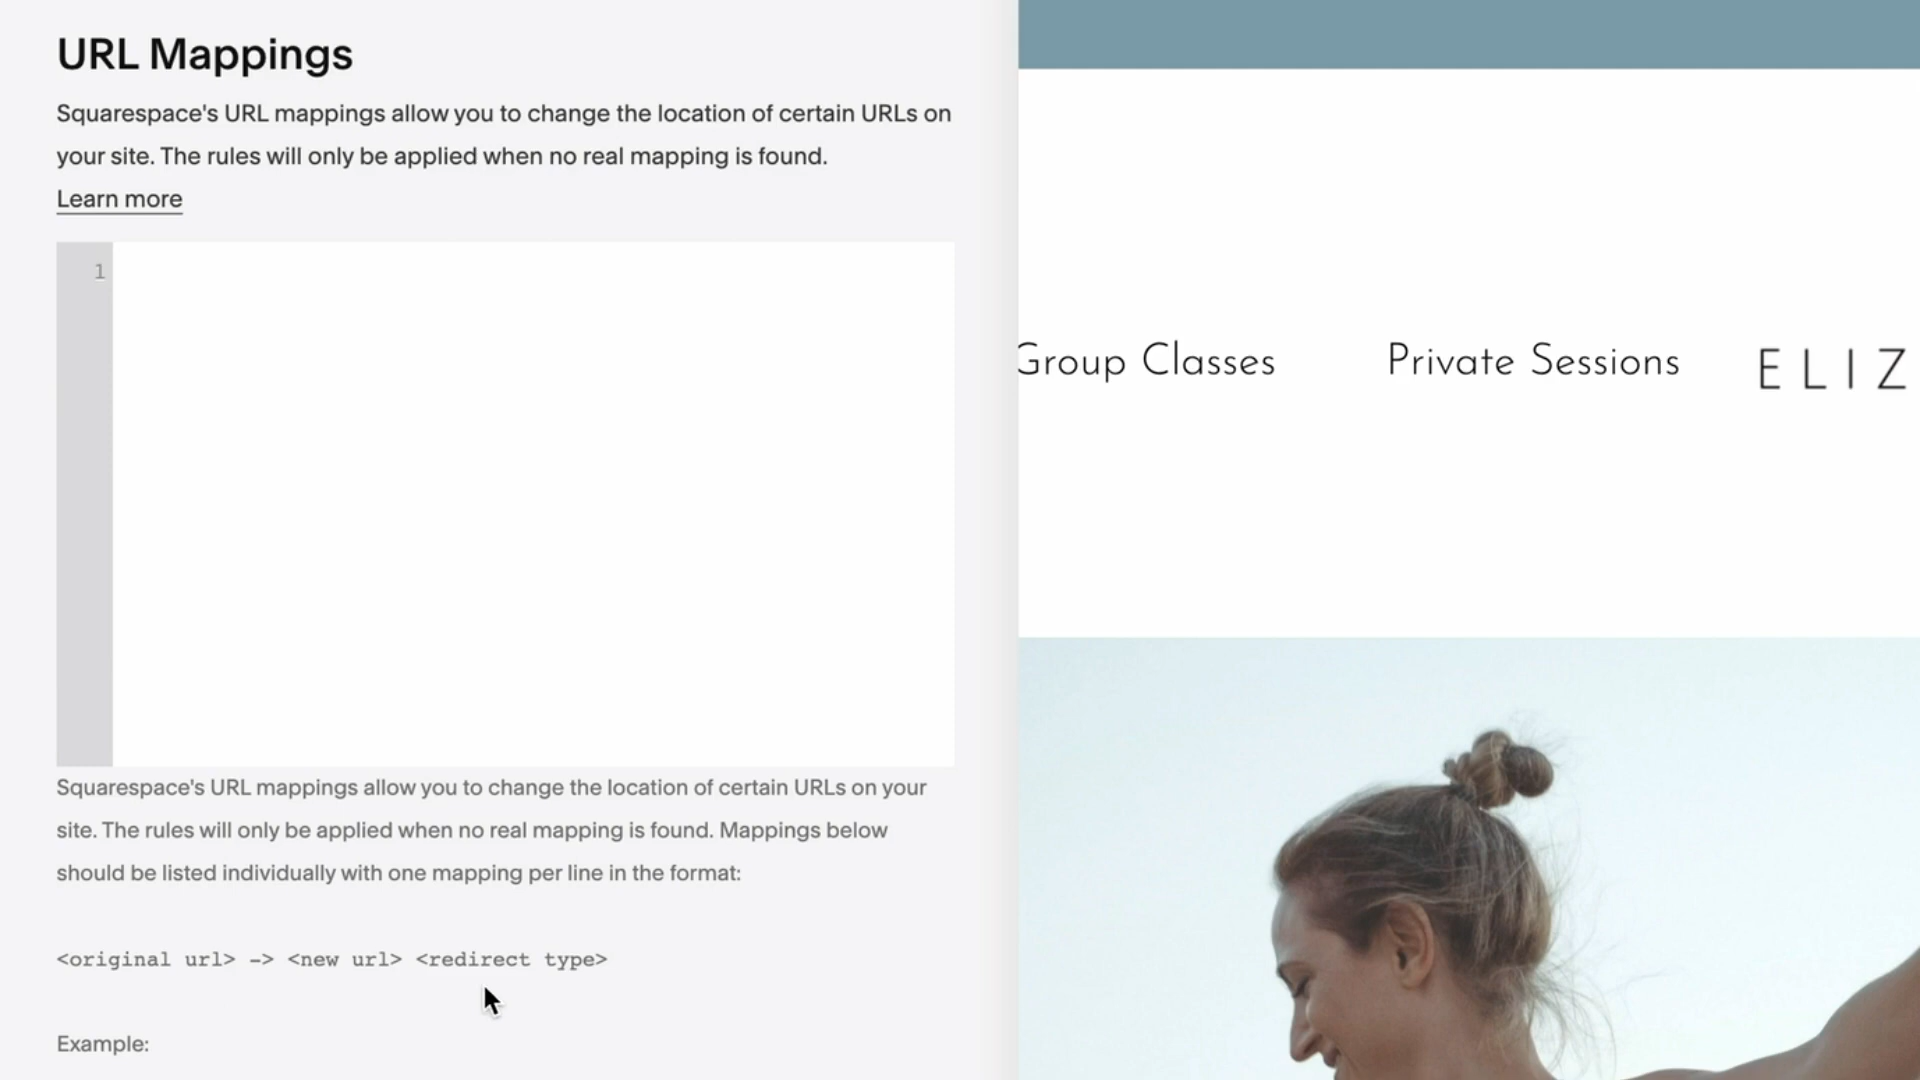 URL Mappings
Squarespace's URL mappings allow you to change the location of certain URLs on
your site. The rules will only be applied when no real mapping is found.
Learn more
1
Squarespace's URL mappings allow you to change the location of certain URLs on your
site. The rules will only be applied when no real mapping is found. Mappings below
should be listed individually with one mapping per line in the format:
<original url> -> <new url> <redirect type>
Example:
Group Classes
Private Sessions
ELIZ